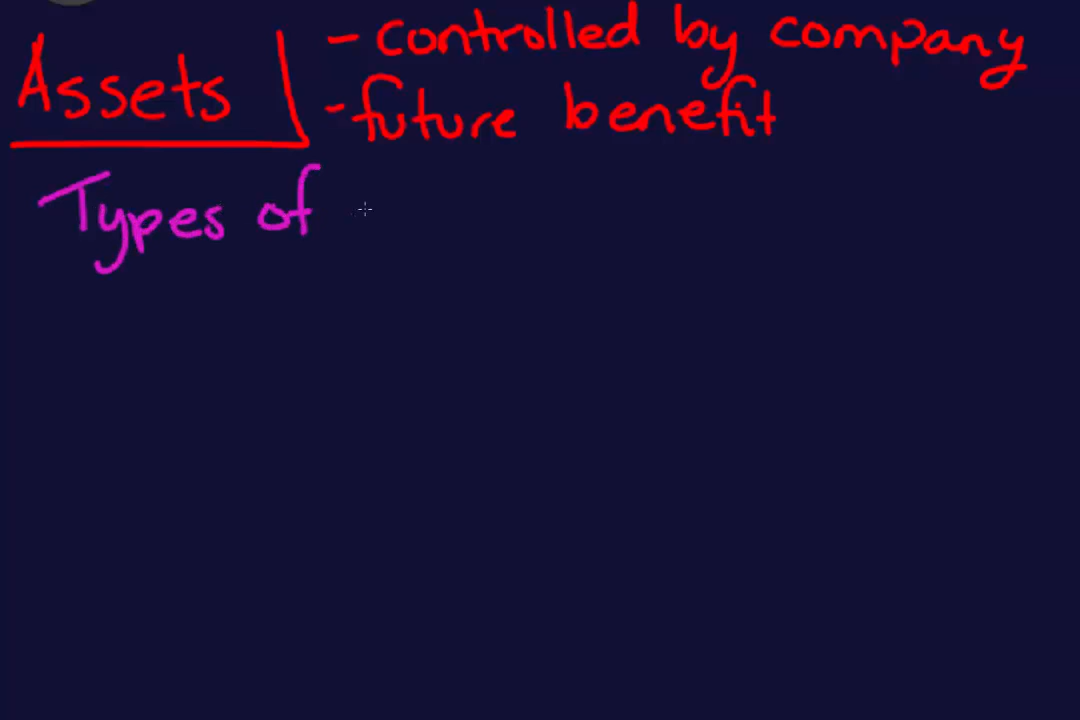 Assets - controlled by company
- future benefit
Types of